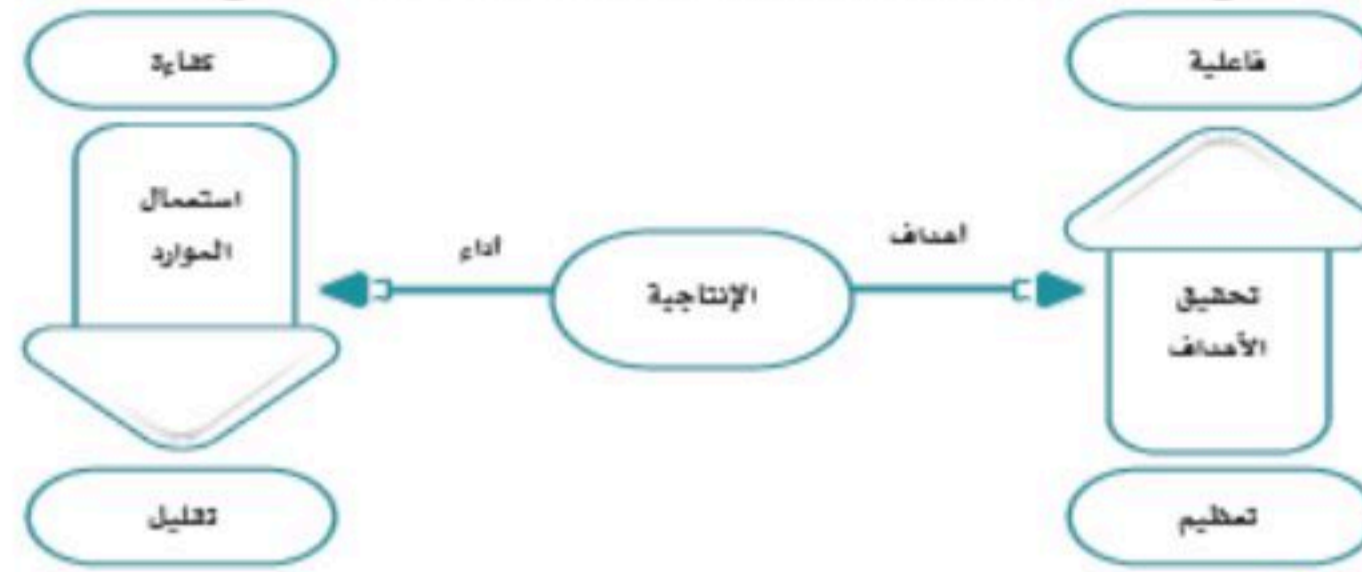 فاعلية
كفاءة
تحقيق
الأهداف
أهداف
الإنتاجية
أداء
استعمال
الموارد
تعظيم
تقليل